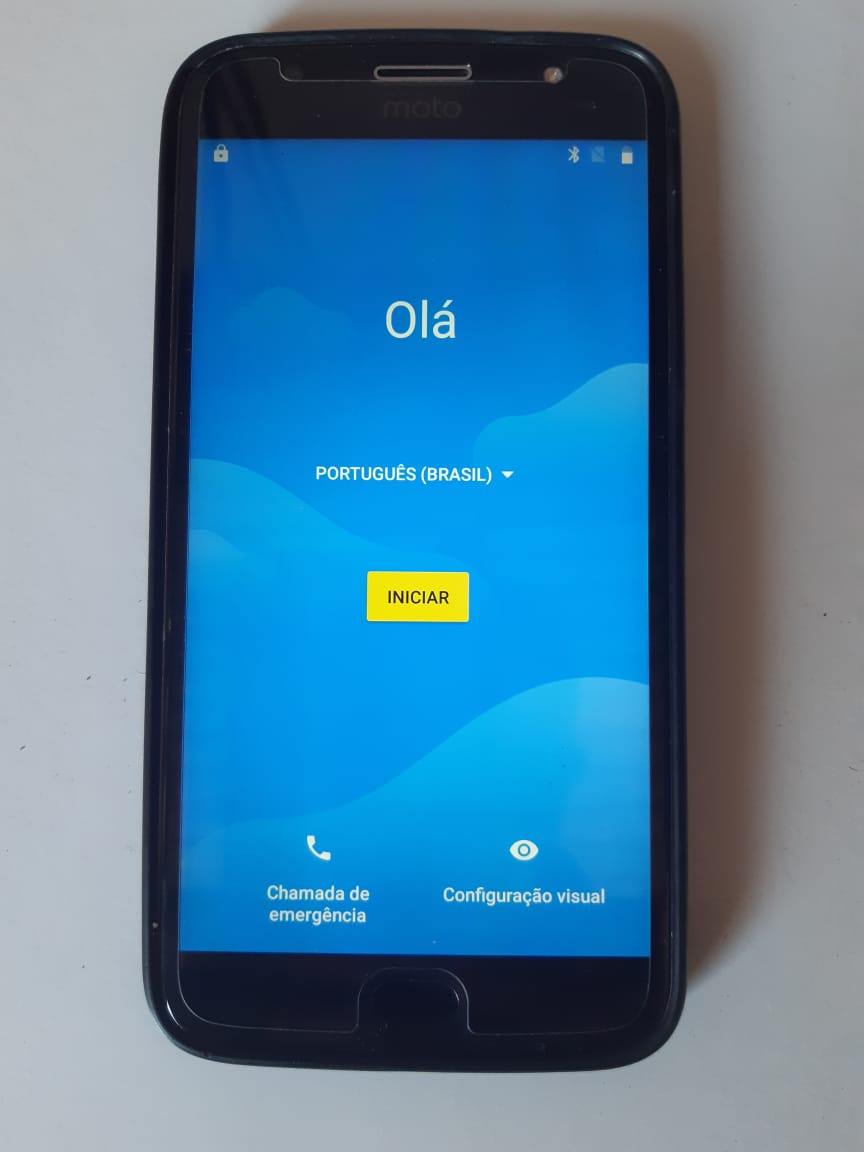 moto
Olá
PORTUGUÊS (BRASIL)
INICIAR
Chamada de
emergência
Configuração visual